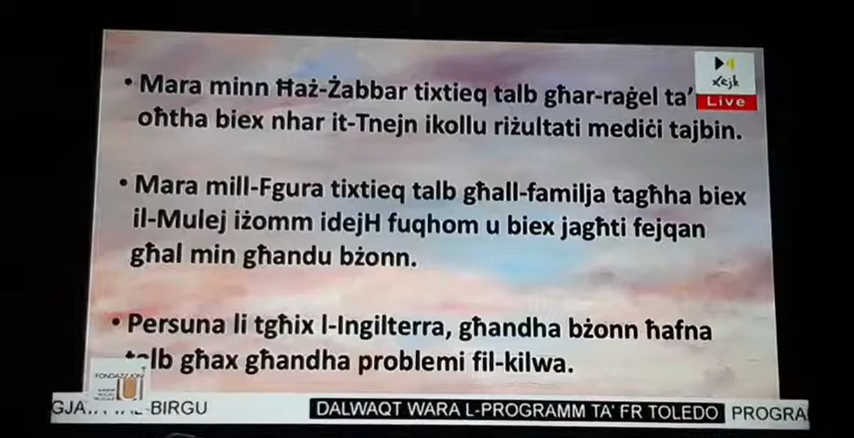 • Mara minn Ħaż-Żabbar tixtieq talb għar-raġel ta'
oħtha biex nhar it-Tnejn ikollu riżultati mediċi tajbin.
• Mara mill-Fgura tixtieq talb għall-familja tagħha biex
il-Mulej iżomm idejH fuqhom u biex jagħti fejqan
għal min għandu bżonn.
• Persuna li tgħix l-Ingilterra, għandha bżonn ħafna
talb għax għandha problemi fil-kilwa.
xejk
Live
FONDAZZJONI
-BIRGU
DALWAQT WARA L-PROGRAMM TA' FR TOLEDO
PROGRA